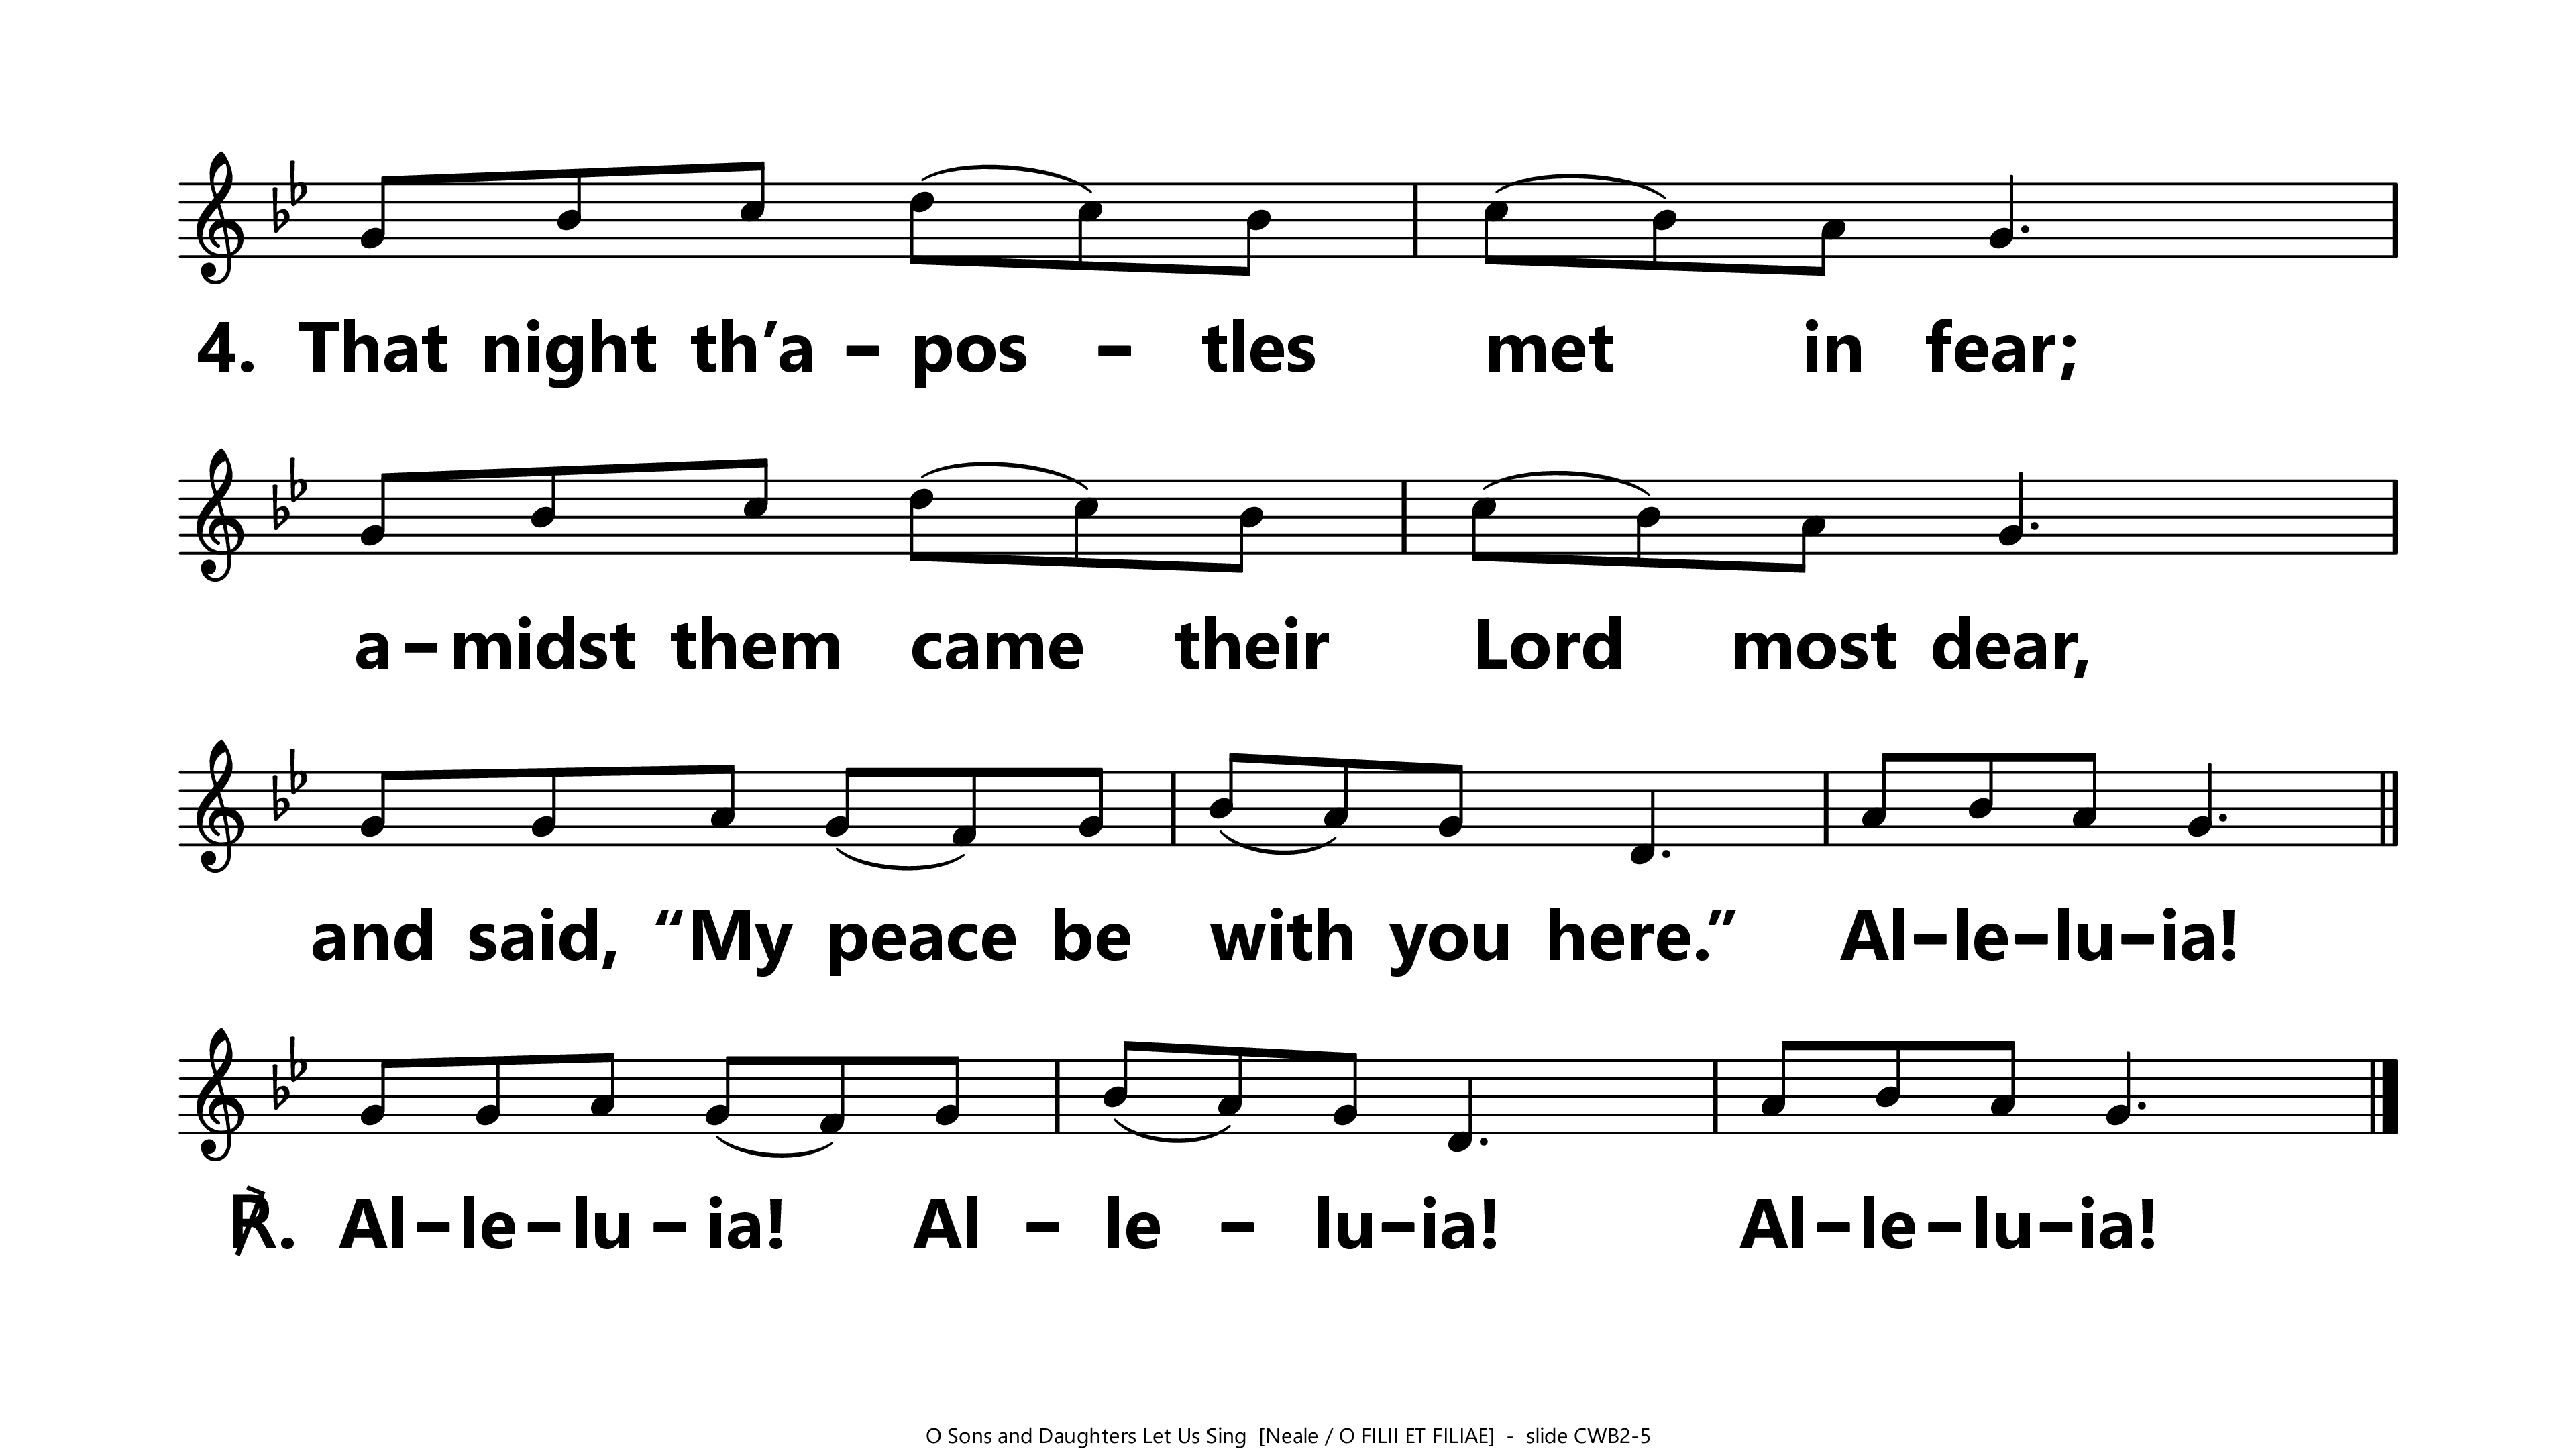 4. That night th’a – pos – tles met in fear;
a – midst them came their Lord most dear,
and said, “My peace be with you here.” Al–le–lu–ia!
℟. Al–le–lu – ia! Al – le – lu–ia! Al–le–lu–ia!
O Sons and Daughters Let Us Sing [Neale / O FILII ET FILIAE] - slide CWB2-5